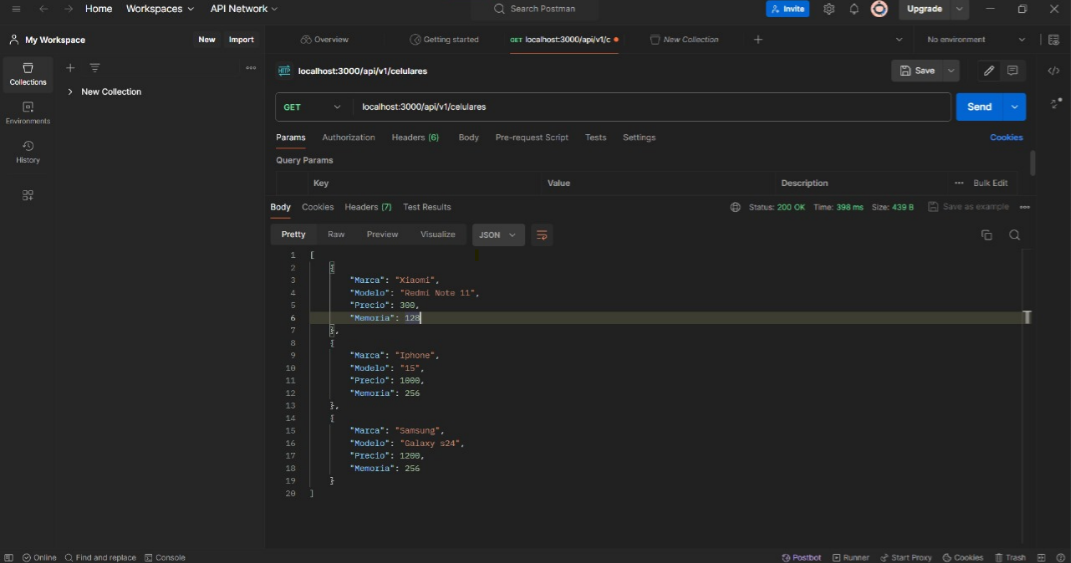 Home Workspaces API Network Search Postman Invite Upgrade
My Workspace New Import Overview Getting started GET localhost:3000/api/v1/c New Collection No environment
Collections
New Collection
Environments
History
HTTP localhost:3000/api/v1/celulares Save
GET localhost:3000/api/v1/celulares Send
Params Authorization Headers (6) Body Pre-request Script Tests Settings Cookies
Query Params
Key Value Description Bulk Edit
Body Cookies Headers (7) Test Results Status: 200 OK Time: 398 ms Size: 439 B Save as example
Pretty Raw Preview Visualize JSON
1 [
2 {
3 "Marca": "Xiaomi",
4 "Modelo": "Redmi Note 11",
5 "Precio": 300,
6 "Memoria": 128
7 },
8 {
9 "Marca": "Iphone",
10 "Modelo": "15",
11 "Precio": 1000,
12 "Memoria": 256
13 },
14 {
15 "Marca": "Samsung",
16 "Modelo": "Galaxy s24",
17 "Precio": 1200,
18 "Memoria": 256
19 }
20 ]
Online Find and replace Console Postbot Runner Start Proxy Cookies Trash